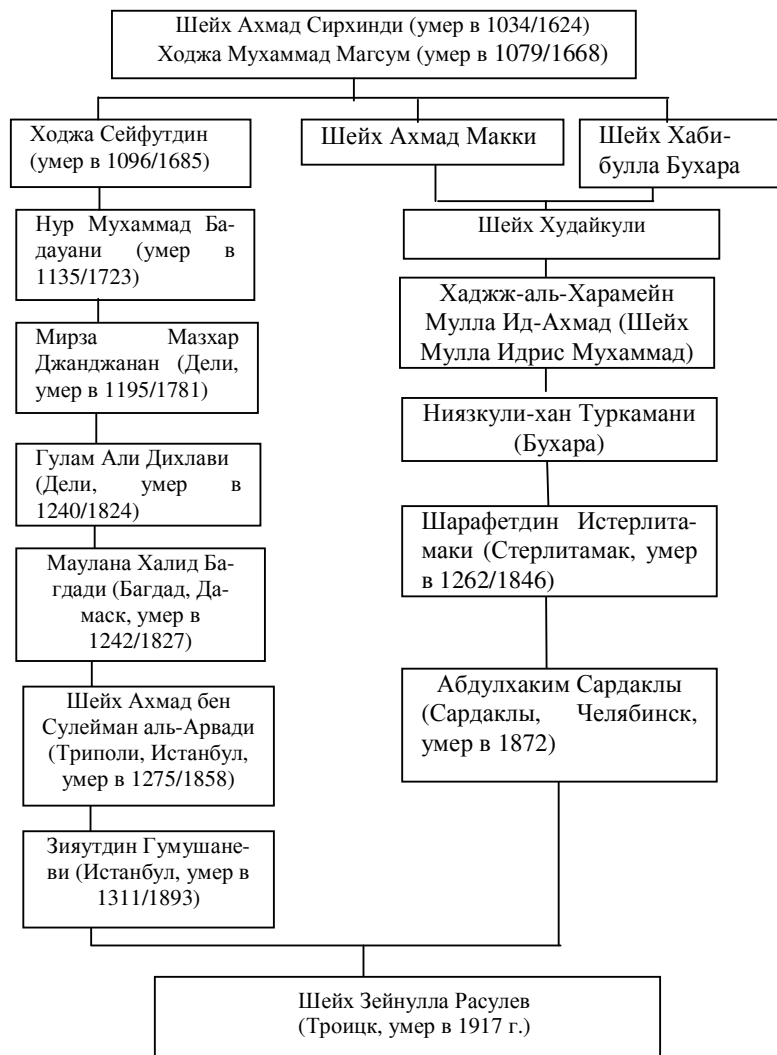 Шейх Ахмад Сирхинди (умер в 1034/1624)
Ходжа Мухаммад Магсум (умер в 1079/1668)
Ходжа Сейфутдин
(умер в 1096/1685)
Шейх Ахмад Макки
Шейх Хаби-
булла Бухара
Нур Мухаммад Ба-
дауани (умер в
1135/1723)
Шейх Худайкули
Мирза Мазхар
Джанджанан (Дели,
умер в 1195/1781)
Хаджж-аль-Харамейн
Мулла Ид-Ахмад (Шейх
Мулла Идрис Мухаммад)
Гулам Али Дихлави
(Дели, умер в
1240/1824)
Ниязкули-хан Туркамани
(Бухара)
Маулана Халид Ба-
гдади (Багдад, Да-
маск, умер в
1242/1827)
Шарафетдин Истерлита-
маки (Стерлитамак, умер
в 1262/1846)
Шейх Ахмад бен
Сулейман аль-Арвади
(Триполи, Истанбул,
умер в 1275/1858)
Абдулхаким Сардаклы
(Сардаклы, Челябинск,
умер в 1872)
Зияутдин Гумушане-
ви (Истанбул, умер в
1311/1893)
Шейх Зейнулла Расулев
(Троицк, умер в 1917 г.)